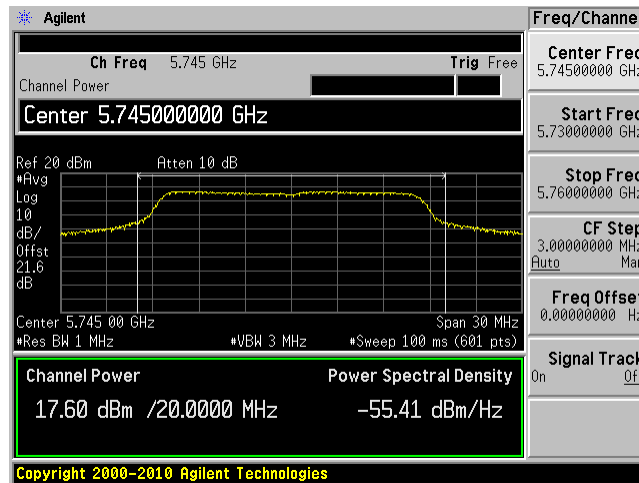 Agilent
Freq/Channe
Ch Freq 5.745 GHz Trig Free
Channel Power
Center 5.745000000 GHz
Center Freq
5.74500000 GHz
Start Freq
5.73000000 GHz
Stop Freq
5.76000000 GHz
CF Step
3.00000000 MHz
Auto Man
Freq Offset
0.00000000 Hz
Signal Track
On Of
Ref 20 dBm Atten 10 dB
#Avg
Log
10
dB/
Offst
21.6
dB
Center 5.745 00 GHz Span 30 MHz
#Res BW 1 MHz #VBW 3 MHz #Sweep 100 ms (601 pts)
Channel Power Power Spectral Density
17.60 dBm /20.0000 MHz -55.41 dBm/Hz
Copyright 2000-2010 Agilent Technologies